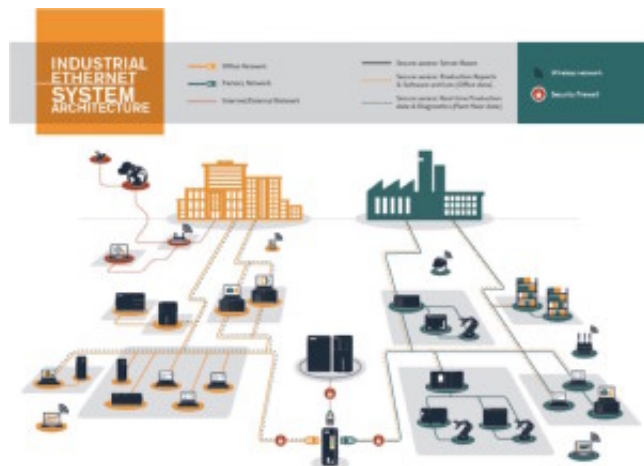 INDUSTRIAL
ETHERNET
SYSTEM
ARCHITECTURE
Office Network
Factory Network
Internet/External Network
Secure access: Server Room
Secure access: Production Reports
& Software services (Office data)
Secure access: Real-time Production
data & Diagnostics (Plant floor data)
Wireless network
Security Firewall